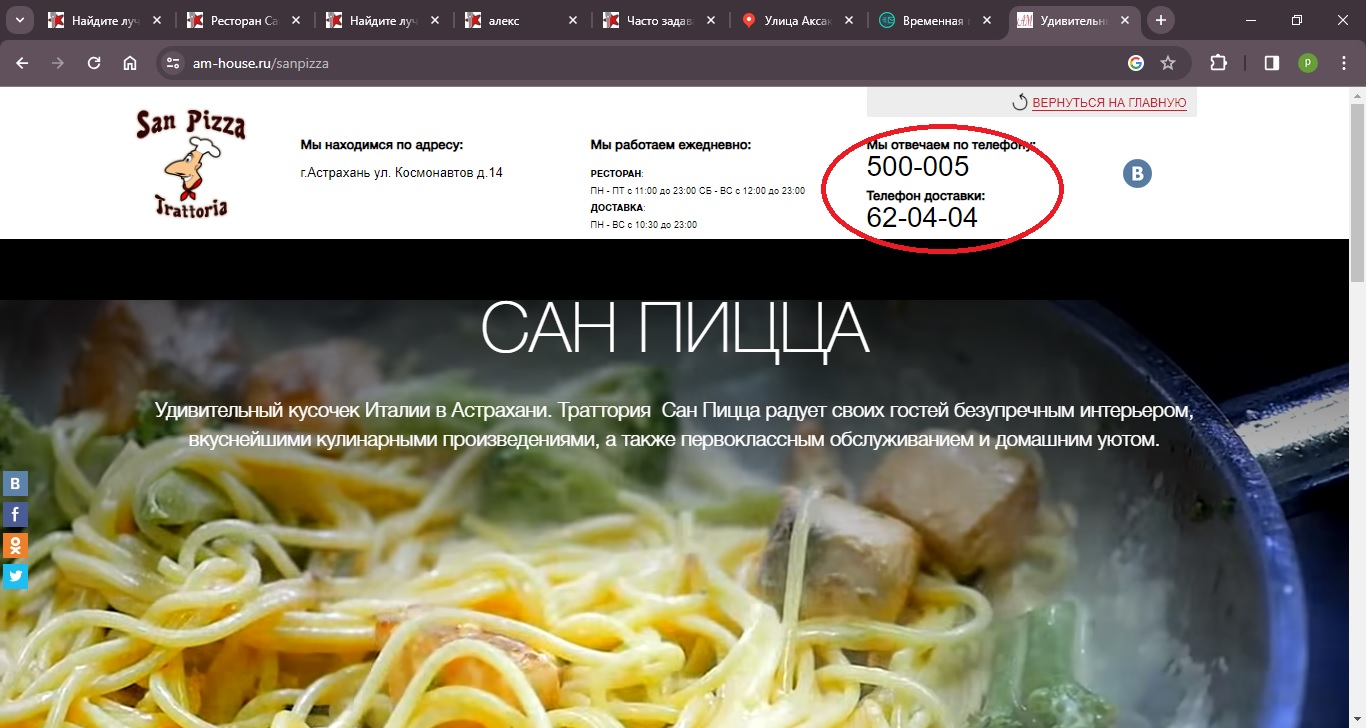 Найдите луч
Ресторан Са
Найдите луч
алекс
Часто задав
Улица Аксак
Временная
Удивительн
am-house.ru/sanpizza
p
ВЕРНУТЬСЯ НА ГЛАВНУЮ
San Pizza
Trattoria
Мы находимся по адресу:
г.Астрахань ул. Космонавтов д.14
Мы работаем ежедневно:
РЕСТОРАН:
ПН - ПТ с 11:00 до 23:00 СБ - ВС с 12:00 до 23:00
ДОСТАВКА:
ПН - ВС с 10:30 до 23:00
Мы отвечаем по телефону:
500-005
Телефон доставки:
62-04-04
САН ПИЦЦА
Удивительный кусочек Италии в Астрахани. Траттория Сан Пицца радует своих гостей безупречным интерьером,
вкуснейшими кулинарными произведениями, а также первоклассным обслуживанием и домашним уютом.